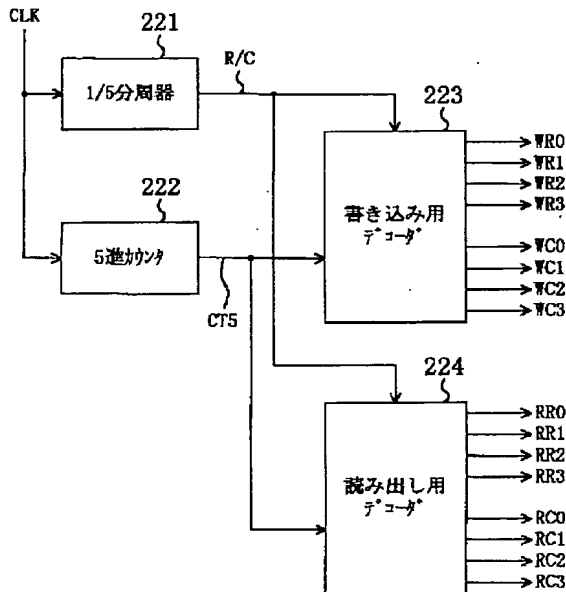 CLK
221
1/5分周器
R/C
222
5進ｶｳﾝﾀ
CT5
223
書き込み用
ﾃﾞｺｰﾀﾞ
WR0
WR1
WR2
WR3
WC0
WC1
WC2
WC3
224
読み出し用
ﾃﾞｺｰﾀﾞ
RR0
RR1
RR2
RR3
RC0
RC1
RC2
RC3